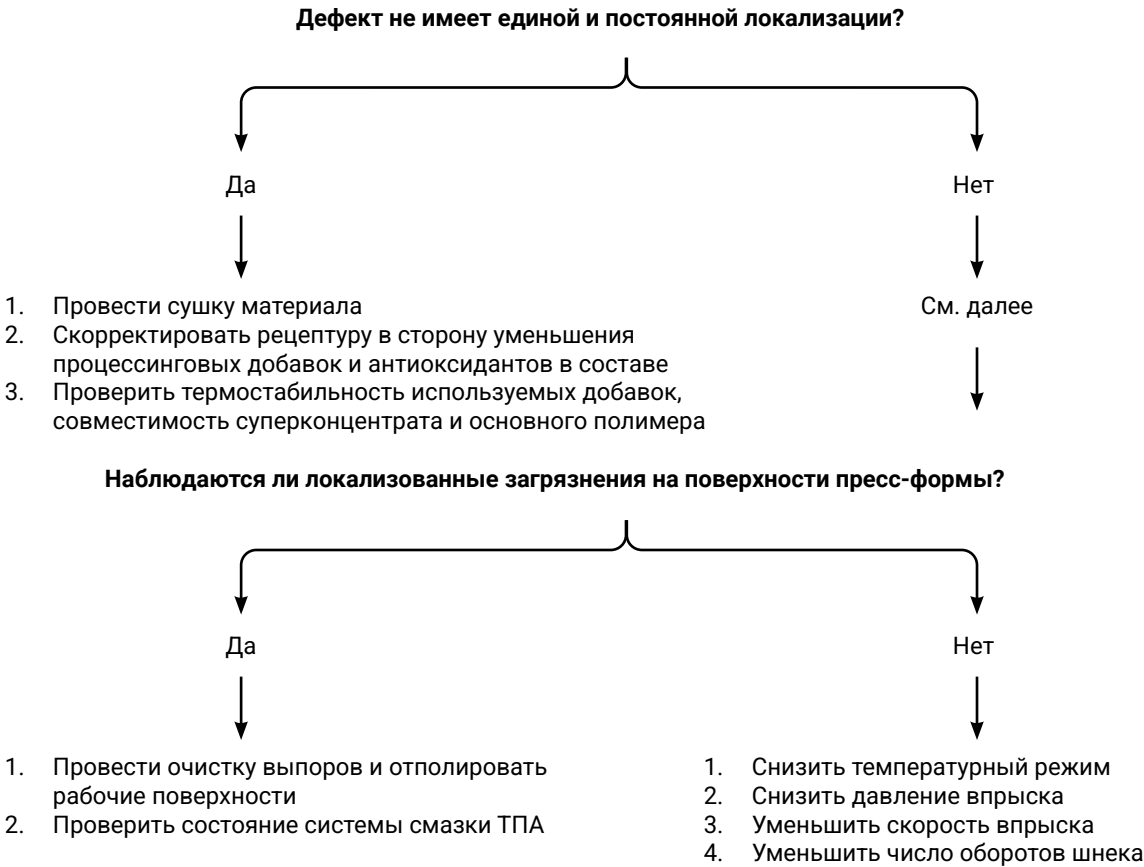 Дефект не имеет единой и постоянной локализации?
Да
Нет
1. Провести сушку материала
2. Скорректировать рецептуру в сторону уменьшения
процессинговых добавок и антиоксидантов в составе
3. Проверить термостабильность используемых добавок,
совместимость суперконцентрата и основного полимера
См. далее
Наблюдаются ли локализованные загрязнения на поверхности пресс-формы?
Да
Нет
1. Провести очистку выпоров и отполировать
рабочие поверхности
2. Проверить состояние системы смазки ТПА
1. Снизить температурный режим
2. Снизить давление впрыска
3. Уменьшить скорость впрыска
4. Уменьшить число оборотов шнека